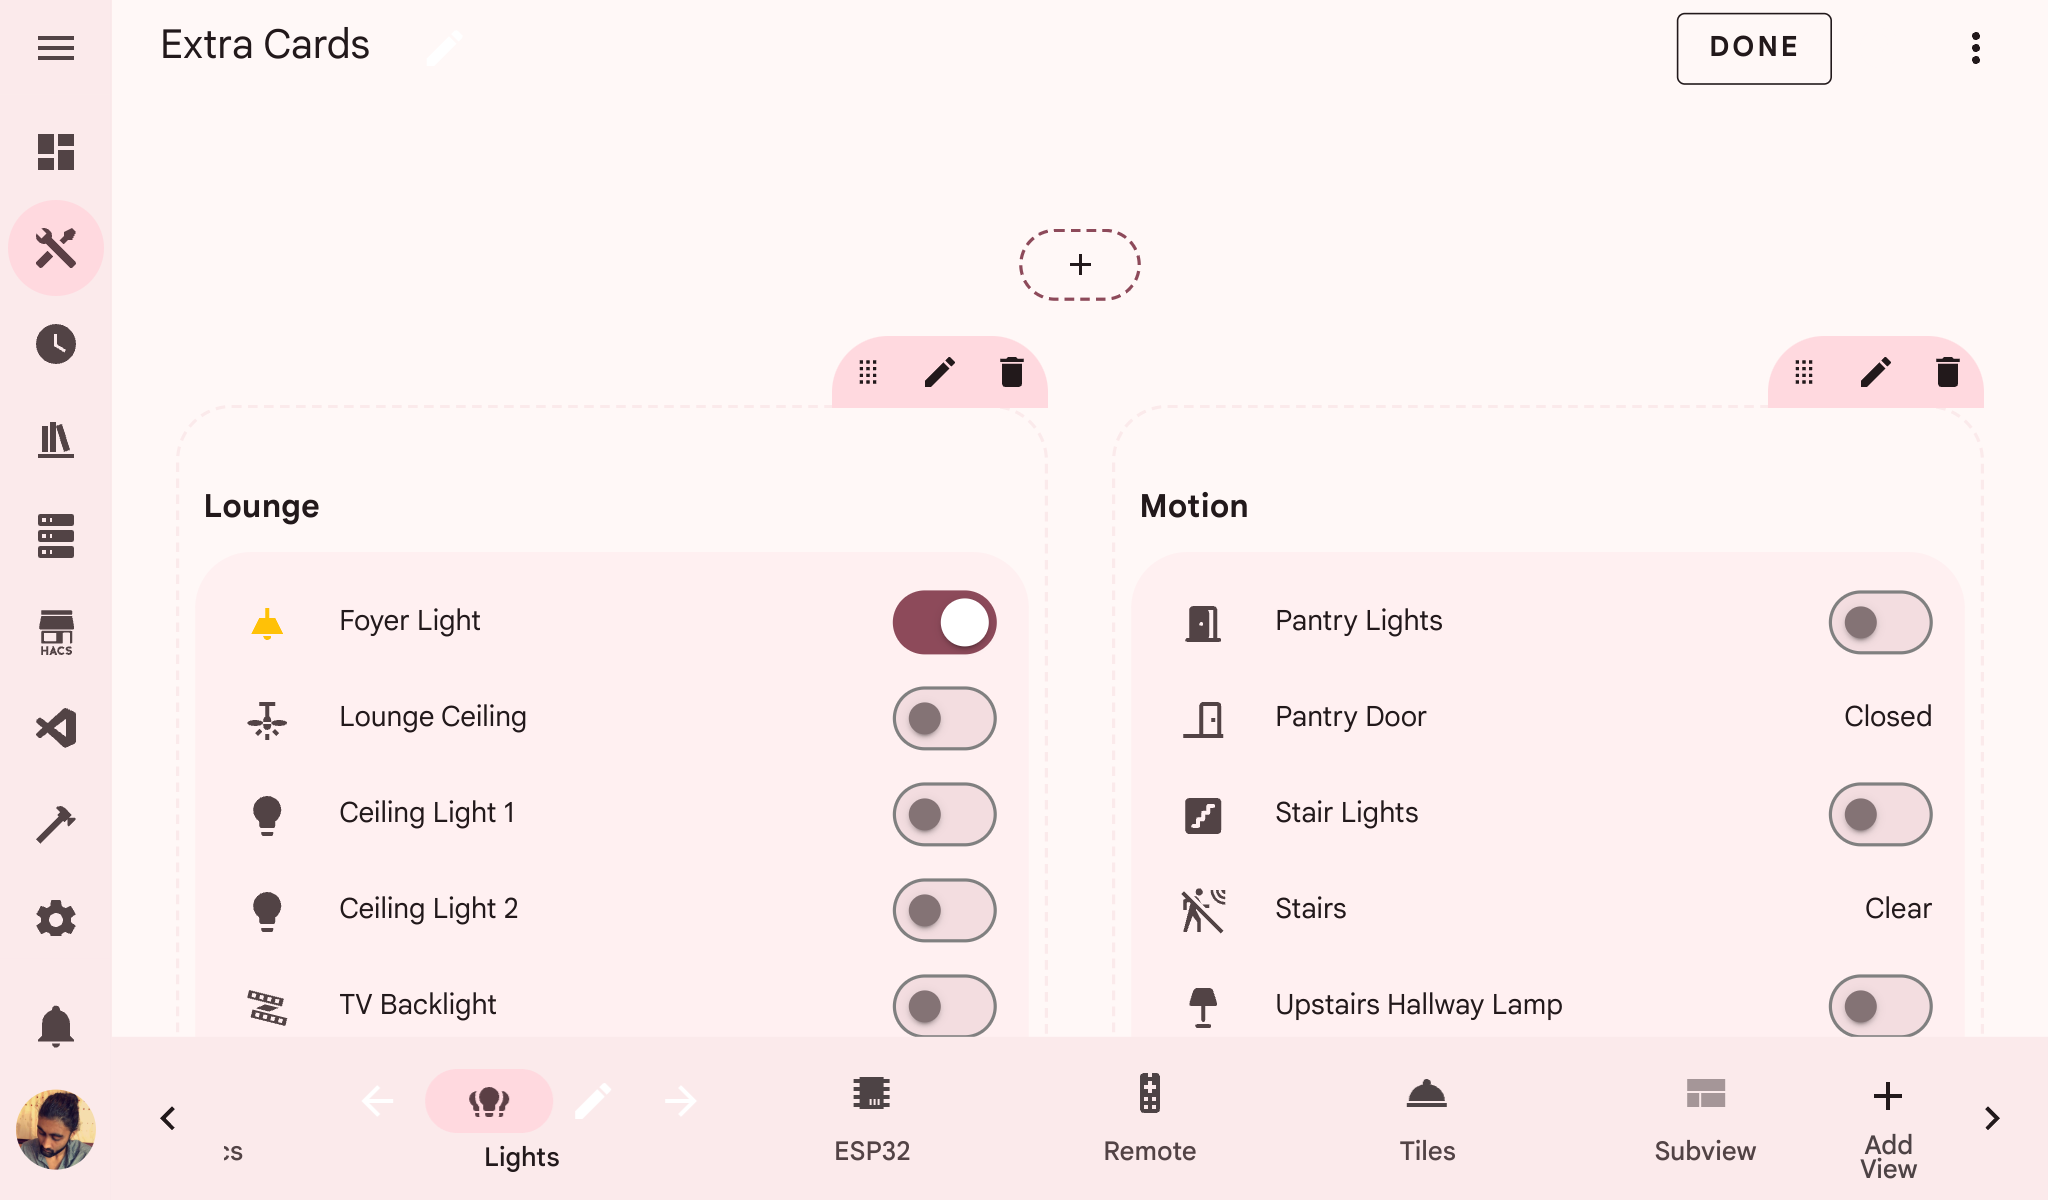 Extra Cards
DONE
HACS
Lounge
Foyer Light
Lounge Ceiling
Ceiling Light 1
Ceiling Light 2
TV Backlight
Motion
Pantry Lights
Pantry Door
Closed
Stair Lights
Stairs
Clear
Upstairs Hallway Lamp
Lights
ESP32
Remote
Tiles
Subview
Add
View